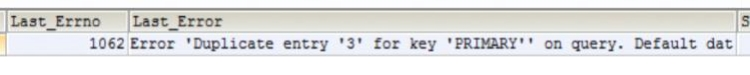 Last_Errno Last_Error S
1062 Error 'Duplicate entry '3' for key 'PRIMARY'' on query. Default dat